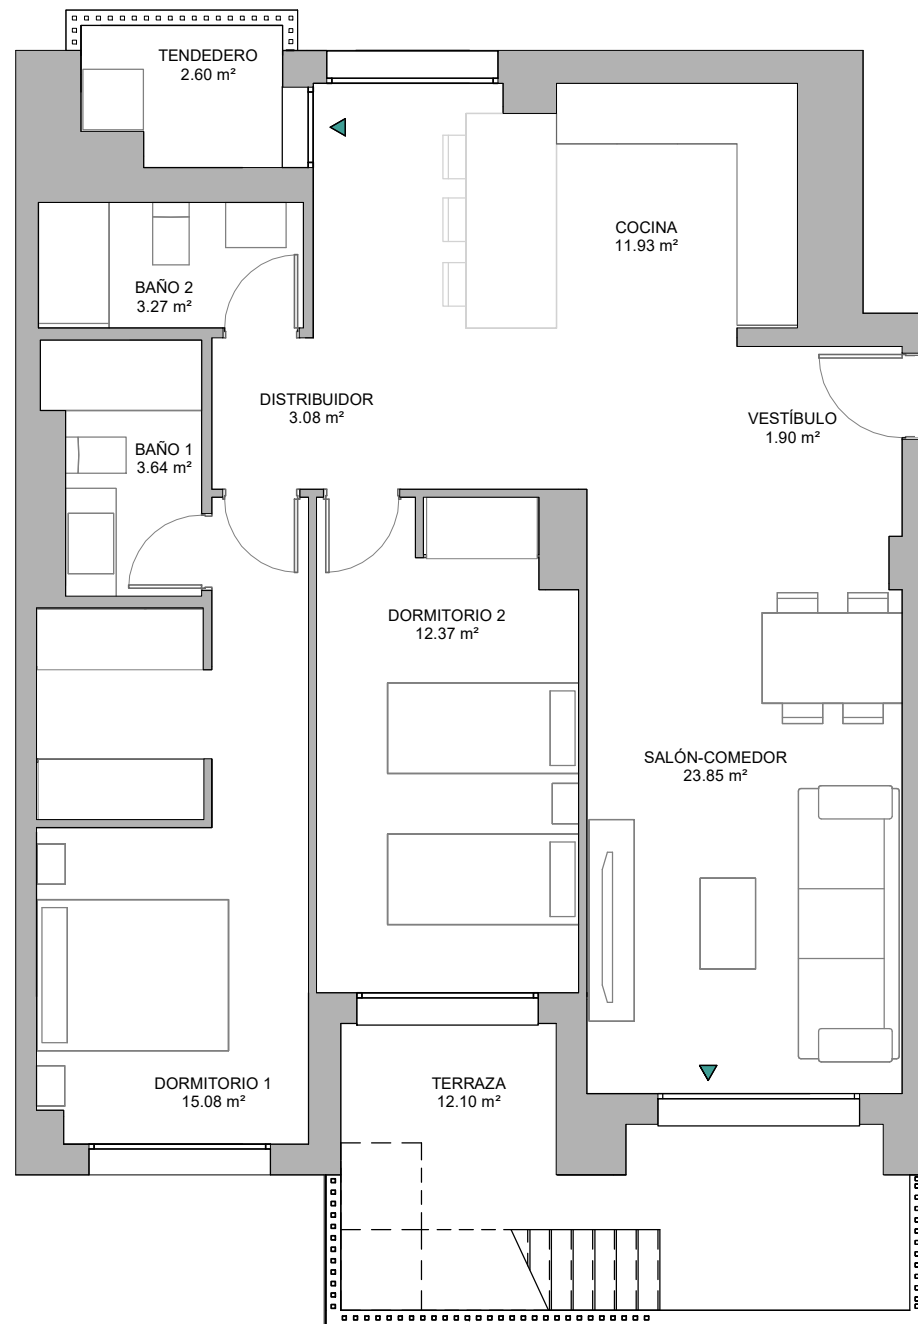 TENDEDERO
2.60 m²
COCINA
11.93 m²
BAÑO 2
3.27 m²
DISTRIBUIDOR
3.08 m²
VESTÍBULO
1.90 m²
BAÑO 1
3.64 m²
DORMITORIO 2
12.37 m²
SALÓN-COMEDOR
23.85 m²
DORMITORIO 1
15.08 m²
TERRAZA
12.10 m²